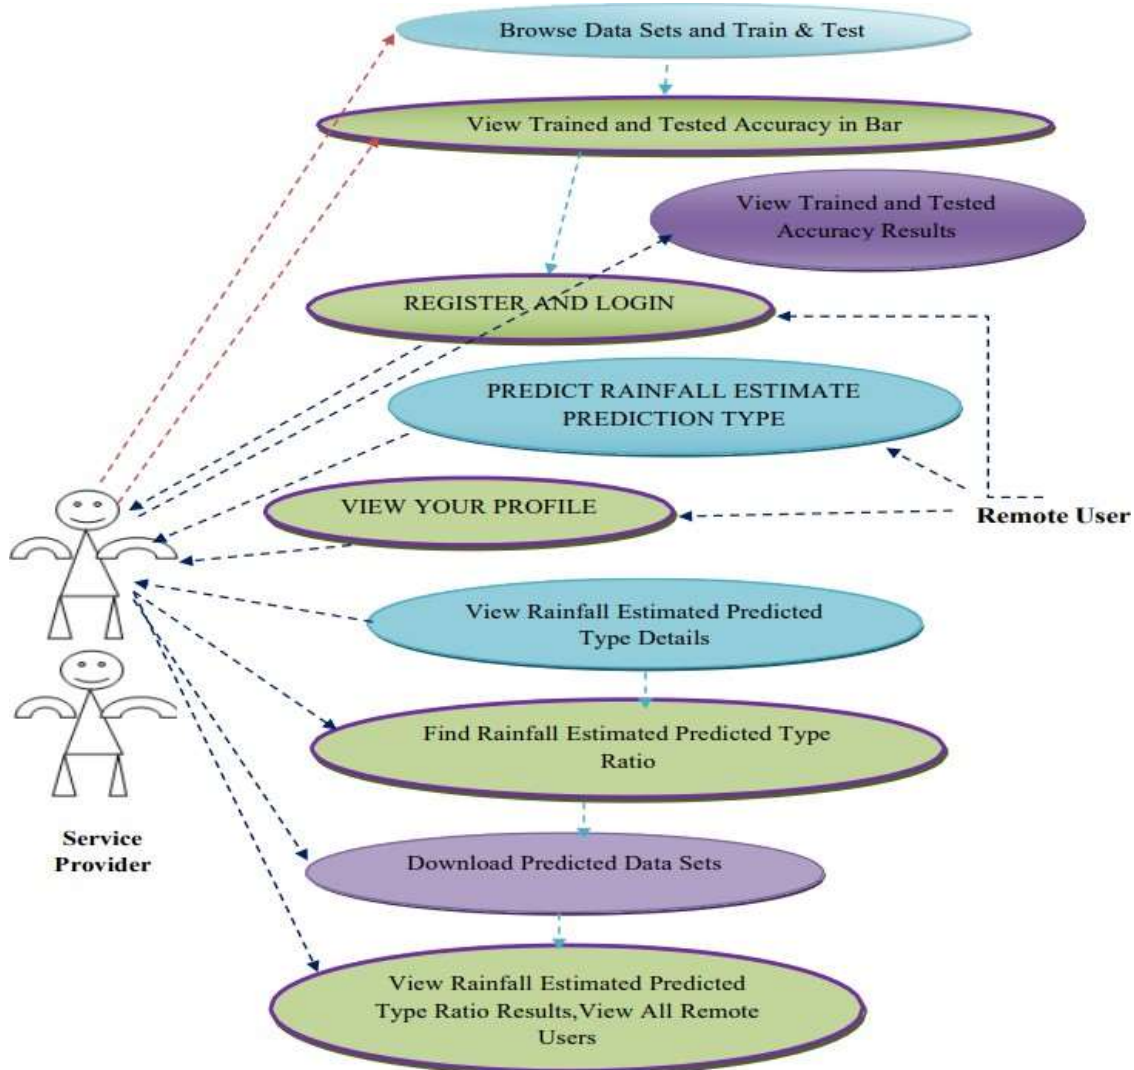 Browse Data Sets and Train & Test
View Trained and Tested Accuracy in Bar
View Trained and Tested
Accuracy Results
REGISTER AND LOGIN
PREDICT RAINFALL ESTIMATE
PREDICTION TYPE
VIEW YOUR PROFILE
Remote User
View Rainfall Estimated Predicted
Type Details
Find Rainfall Estimated Predicted Type
Ratio
Service
Provider
Download Predicted Data Sets
View Rainfall Estimated Predicted
Type Ratio Results,View All Remote
Users